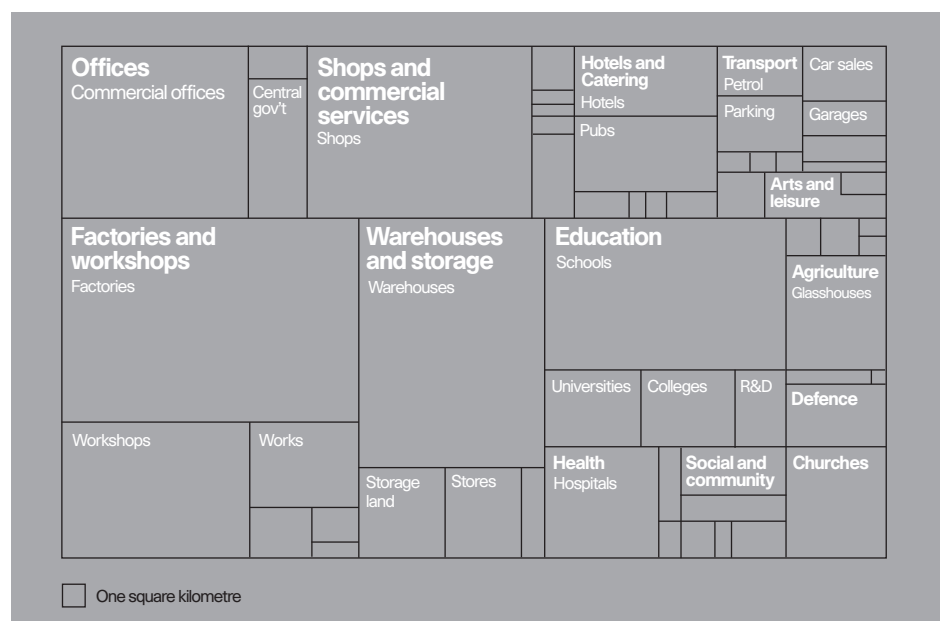 Offices
Commercial offices
Central
gov't
Shops and
commercial
services
Shops
Hotels and
Catering
Hotels
Pubs
Transport
Petrol
Parking
Car sales
Garages
Arts and
leisure
Factories and
workshops
Factories
Workshops
Works
Warehouses
and storage
Warehouses
Storage
land
Stores
Education
Schools
Universities
Colleges
R&D
Agriculture
Glasshouses
Defence
Health
Hospitals
Social and
community
Churches
One square kilometre